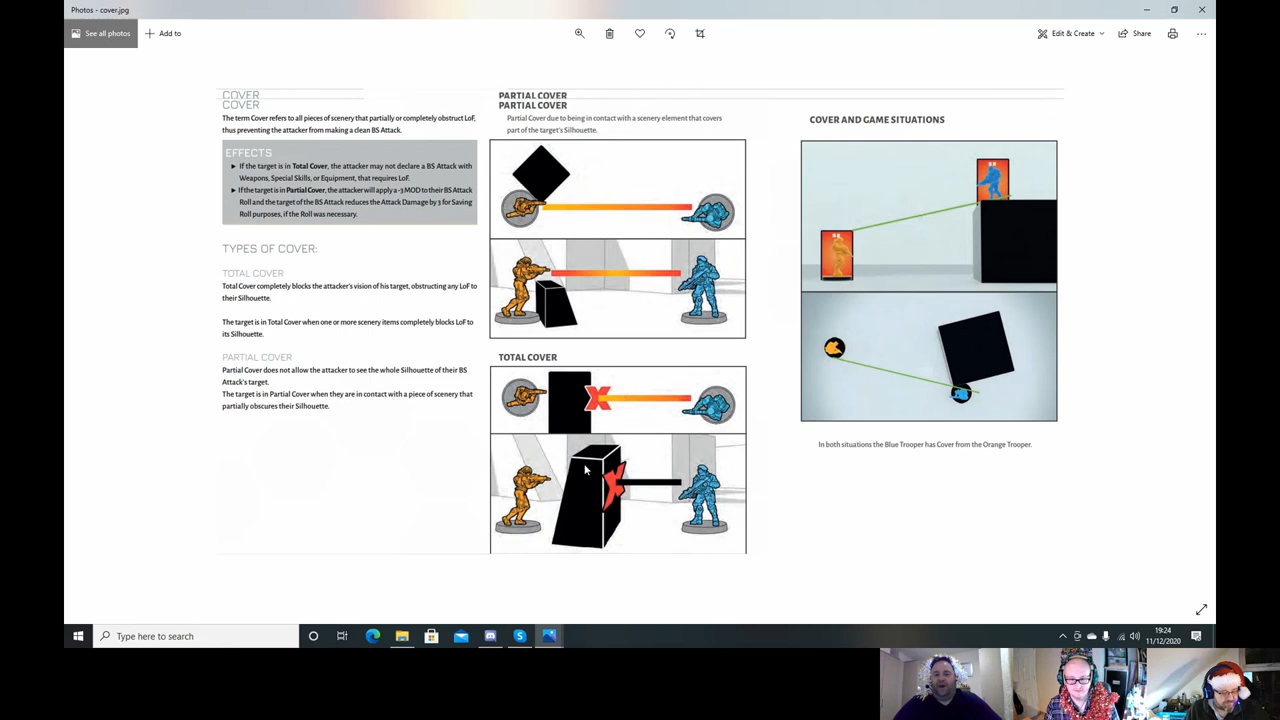 Photos - cover.jpg
See all photos
Add to
Edit & Create
Share
COVER
COVER
The term Cover refers to all pieces of scenery that partially or completely obstruct LoF,
thus preventing the attacker from making a clean BS Attack.
EFFECTS
► If the target is in Total Cover, the attacker may not declare a BS Attack with
Weapons, Special Skills, or Equipment, that requires LoF.
► If the target is in Partial Cover, the attacker will apply a -3 MOD to their BS Attack
Roll and the target of the BS Attack reduces the Attack Damage by 3 for Saving
Roll purposes, if the Roll was necessary.
TYPES OF COVER:
TOTAL COVER
Total Cover completely blocks the attacker's vision of his target, obstructing any LoF to
their Silhouette.
The target is in Total Cover when one or more scenery items completely blocks LoF to
its Silhouette.
PARTIAL COVER
Partial Cover does not allow the attacker to see the whole Silhouette of their BS
Attack's target.
The target is in Partial Cover when they are in contact with a piece of scenery that
partially obscures their Silhouette.
PARTIAL COVER
PARTIAL COVER
Partial Cover due to being in contact with a scenery element that covers
part of the target's Silhouette.
TOTAL COVER
COVER AND GAME SITUATIONS
In both situations the Blue Trooper has Cover from the Orange Trooper.
Type here to search
19:24
11/12/2020